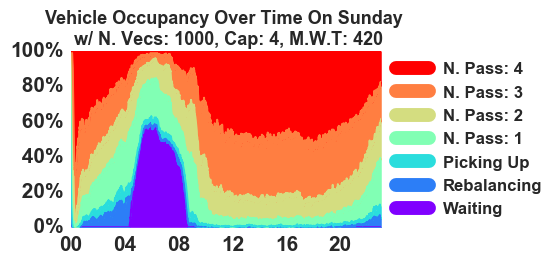 Vehicle Occupancy Over Time On Sunday
w/ N. Vecs: 1000, Cap: 4, M.W.T: 420
100%
80%
60%
40%
20%
0%
00 04 08 12 16 20
N. Pass: 4
N. Pass: 3
N. Pass: 2
N. Pass: 1
Picking Up
Rebalancing
Waiting